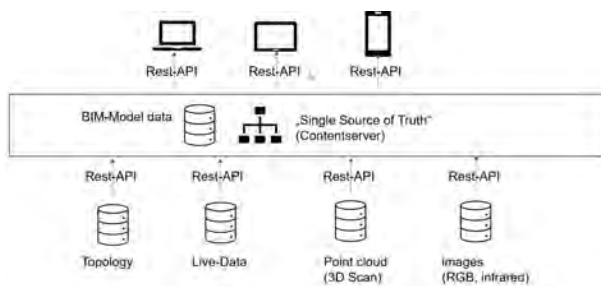 Rest-API Rest-API Rest-API
BIM-Model data
„Single Source of Truth“
(Contentserver)
Rest-API Rest-API Rest-API Rest-API
Topology
Live-Data
Point cloud
(3D Scan)
images
(RGB, infrared)